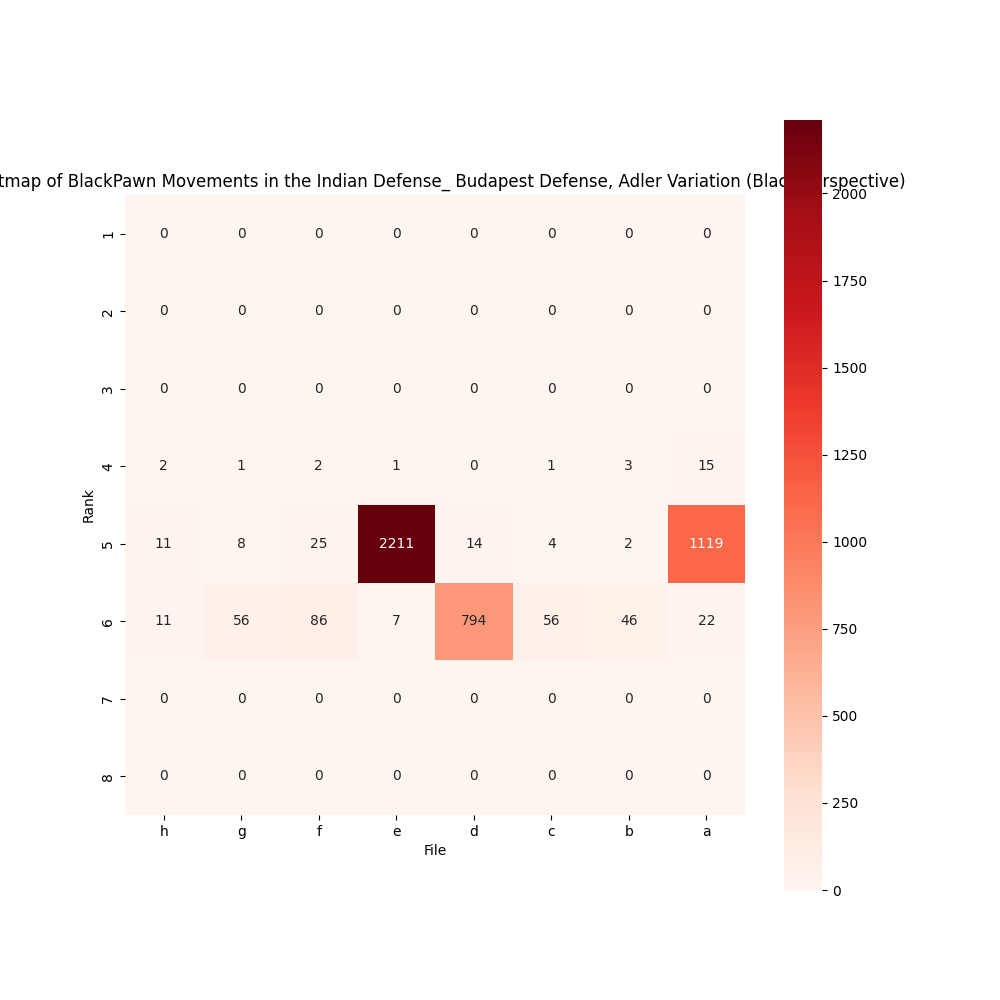 tmap of BlackPawn Movements in the Indian Defense_ Budapest Defense, Adler Variation (Blac rspective)
1 0 0 0 0 0 0 0 0
2 0 0 0 0 0 0 0 0
3 0 0 0 0 0 0 0 0
4 2 1 2 1 0 1 3 15
Rank
5 11 8 25 2211 14 4 2 1119
6 11 56 86 7 794 56 46 22
7 0 0 0 0 0 0 0 0
8 0 0 0 0 0 0 0 0
h g f e d c b a
File
2000
1750
1500
1250
1000
750
500
250
0